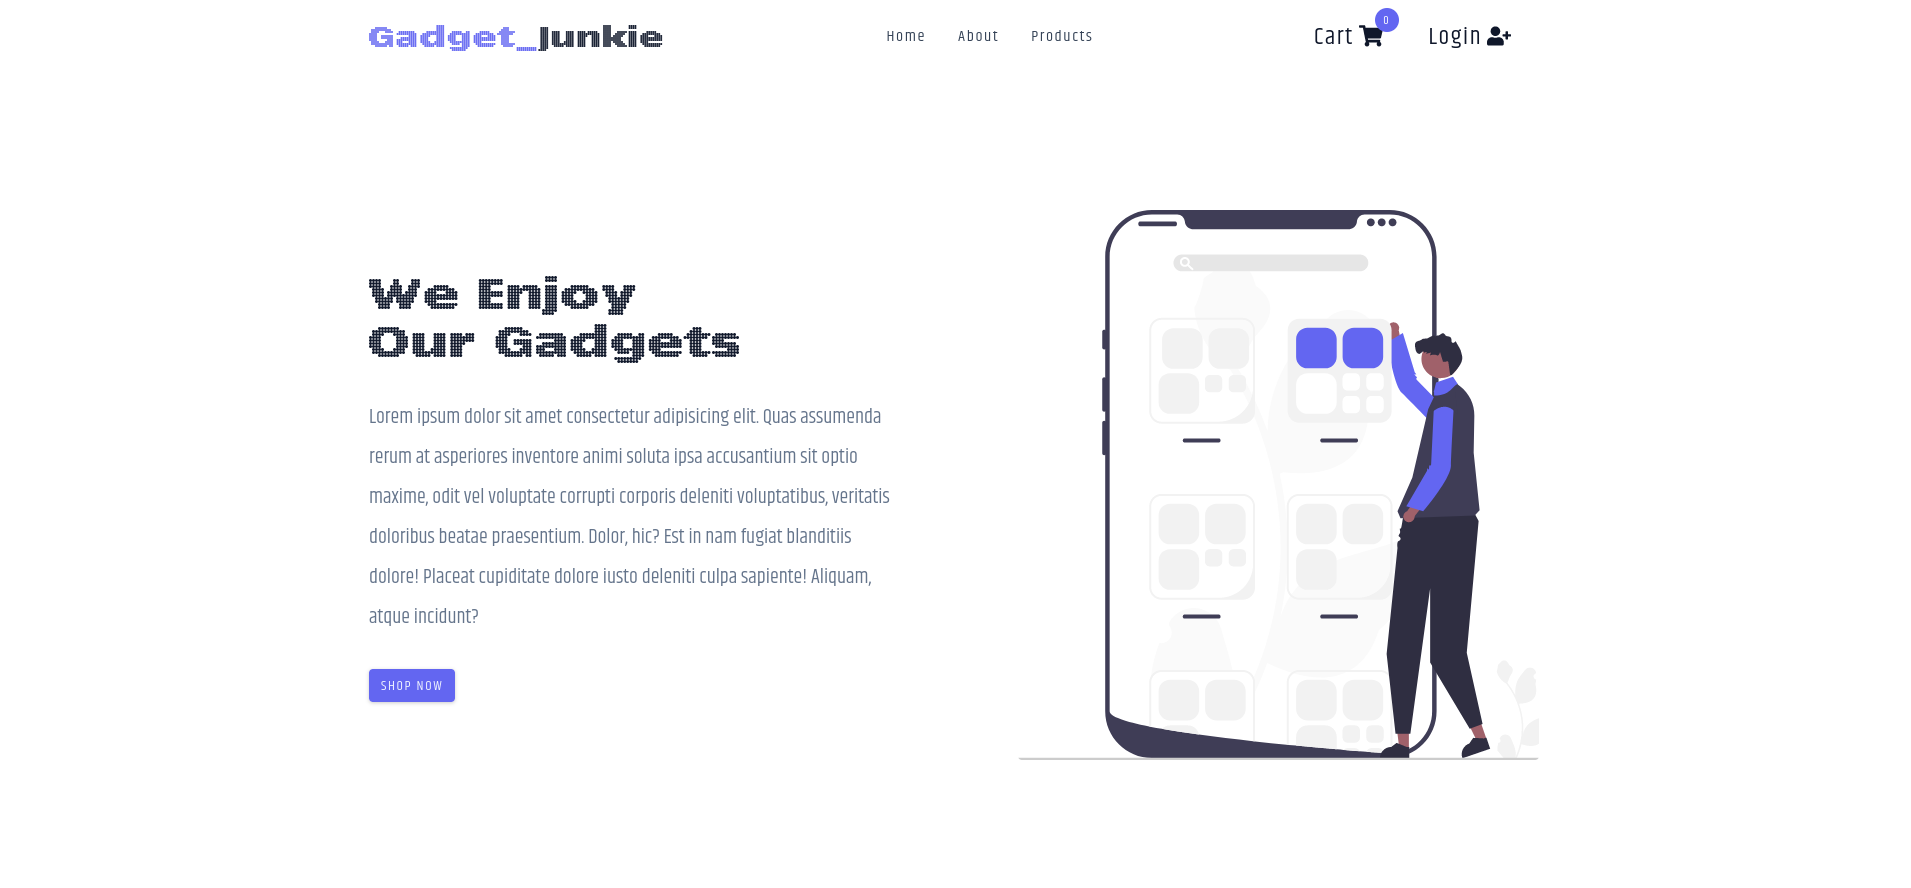 Gadget_Junkie
Home About Products
Cart 0 Login
We Enjoy
Our Gadgets
Lorem ipsum dolor sit amet consectetur adipisicing elit. Quas assumenda
rerum at asperiores inventore animi soluta ipsa accusantium sit optio
maxime, odit vel voluptate corrupti corporis deleniti voluptatibus, veritatis
doloribus beatae praesentium. Dolor, hic? Est in nam fugiat blanditiis
dolore! Placeat cupiditate dolore iusto deleniti culpa sapiente! Aliquam,
atque incidunt?
SHOP NOW